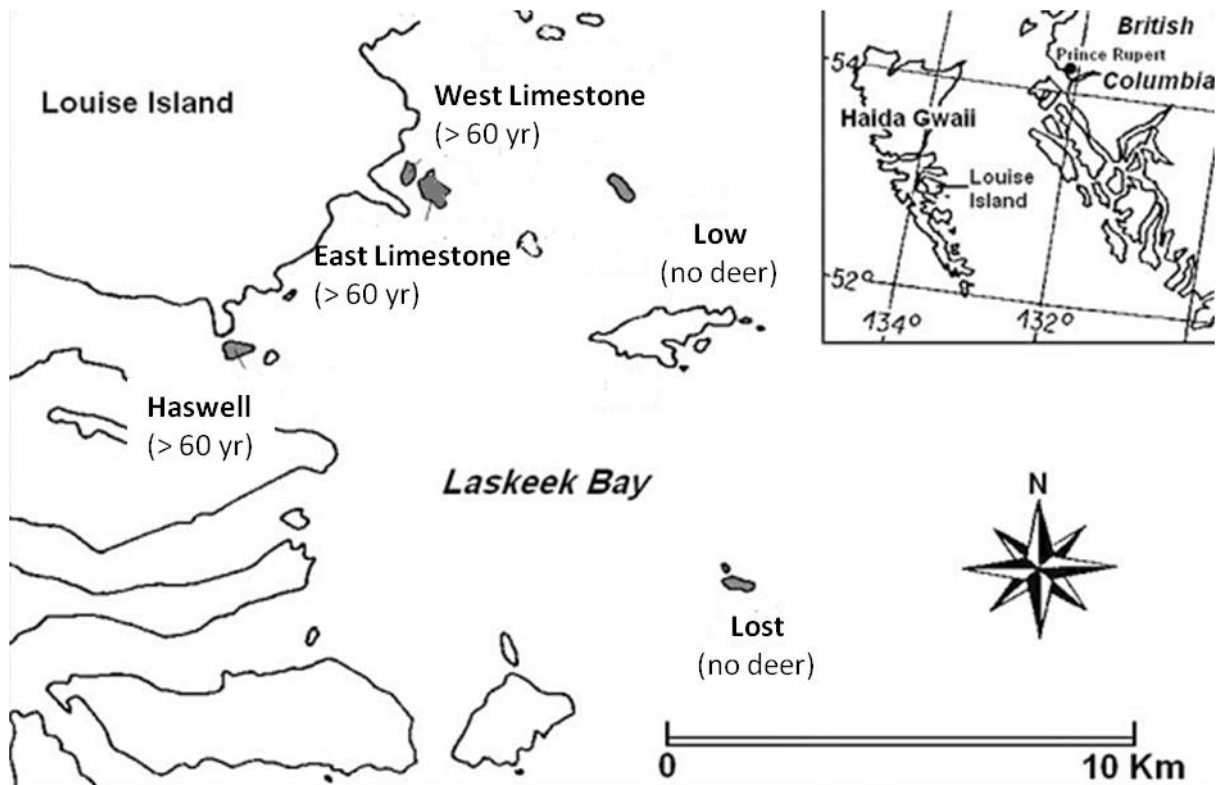 Louise Island
West Limestone
(> 60 yr)
East Limestone
(> 60 yr)
Low
(no deer)
Haswell
(> 60 yr)
Laskeek Bay
Lost
(no deer)
N
0
10 Km
British
Prince Rupert
Columbia
54°
Haida Gwaii
Louise
Island
52°
134°
132°